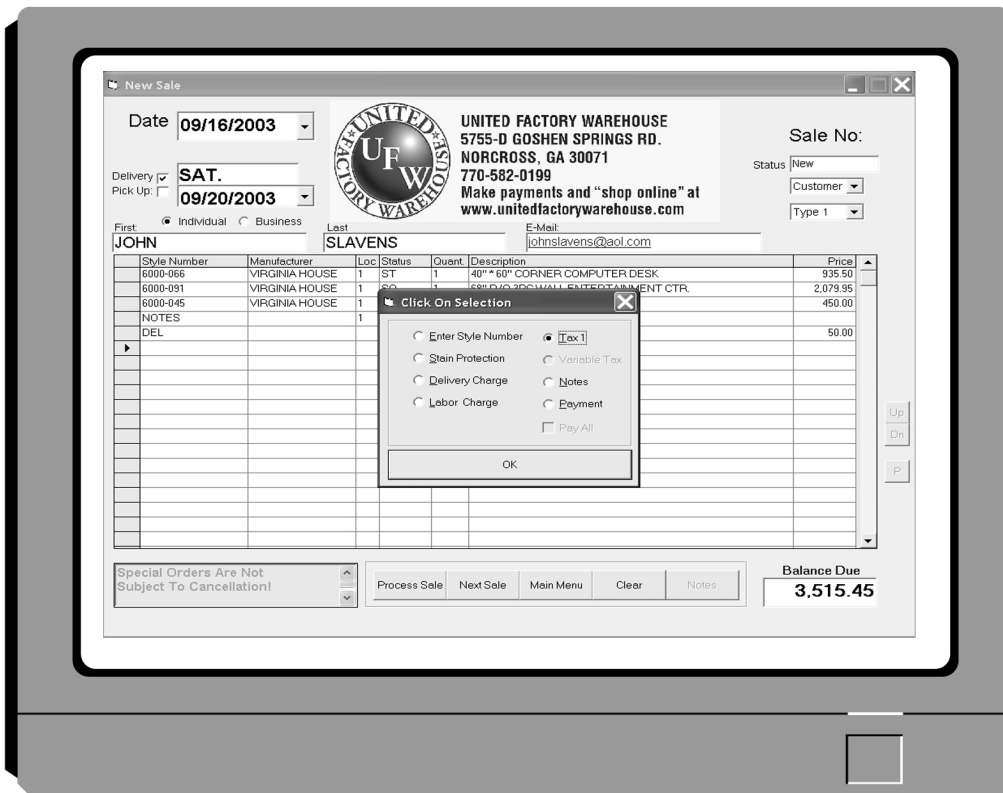 New Sale
Date 09/16/2003
UNITED FACTORY WAREHOUSE
UFW
UNITED FACTORY WAREHOUSE
5755-D GOSHEN SPRINGS RD.
NORCROSS, GA 30071
770-582-0199
Make payments and "shop online" at
www.unitedfactorywarehouse.com
Sale No:
Status New
Customer
Type 1
Delivery SAT.
Pick Up: 09/20/2003
Individual Business
First: Last E-Mail:
JOHN SLAVENS johnslavens@aol.com
Style Number Manufacturer Loc Status Quant. Description Price
6000-066 VIRGINIA HOUSE 1 ST 1 40" * 60" CORNER COMPUTER DESK 935.50
6000-091 VIRGINIA HOUSE 1 SO 1 68" D/O 3PC WALL ENTERTAINMENT CTR. 2,079.95
6000-045 VIRGINIA HOUSE 1 450.00
NOTES 1
DEL 50.00
Click On Selection
Enter Style Number Tax 1
Stain Protection Variable Tax
Delivery Charge Notes
Labor Charge Payment
Pay All
OK
Up
Dn
P
Special Orders Are Not
Subject To Cancellation!
Process Sale Next Sale Main Menu Clear Notes
Balance Due
3,515.45